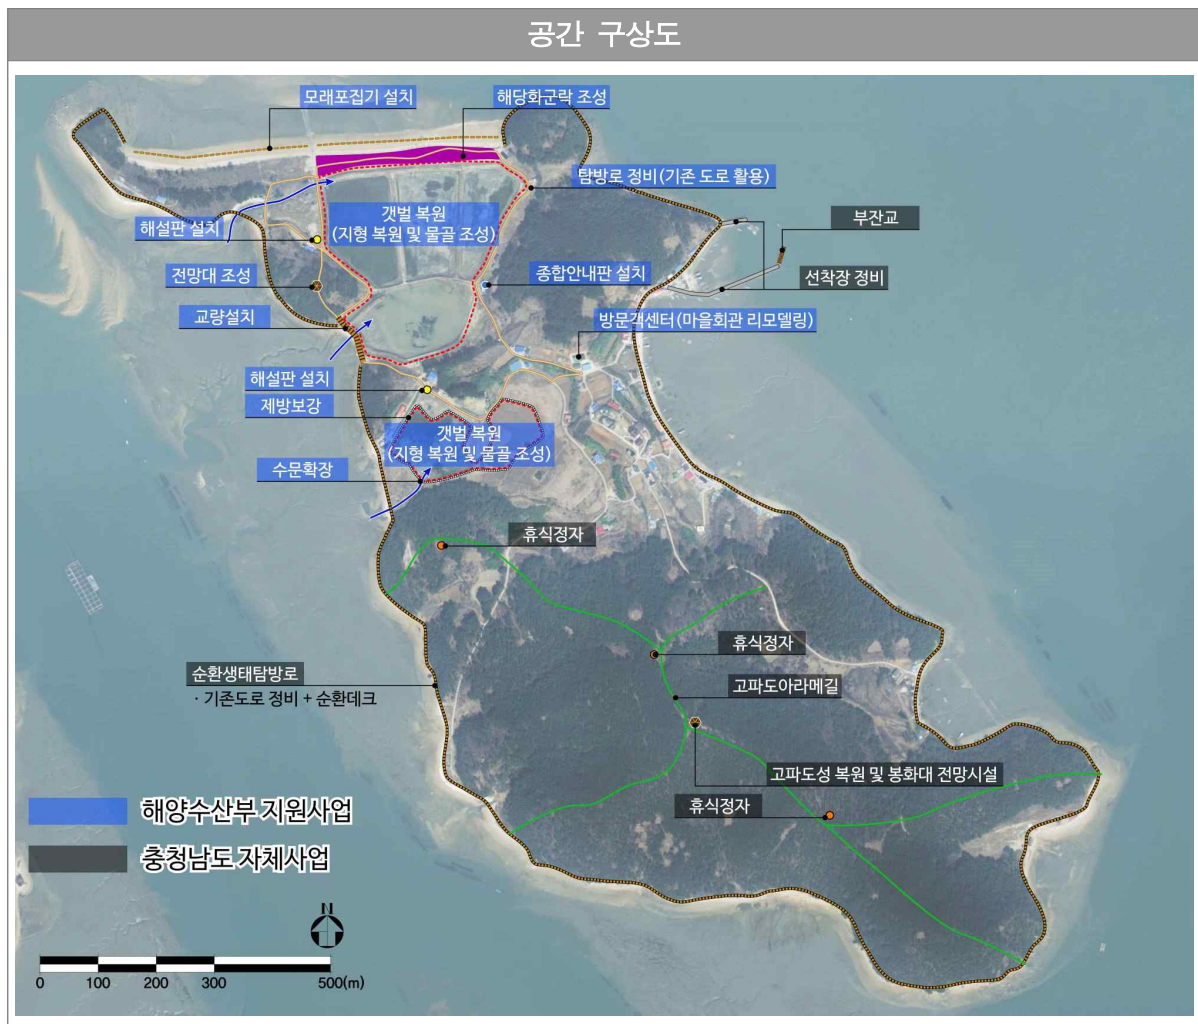 공간 구상도
모래포집기 설치
해당화군락 조성
탐방로 정비(기존 도로 활용)
부잔교
해설판 설치
갯벌 복원
(지형 복원 및 물골 조성)
전망대 조성
종합안내판 설치
선착장 정비
교량설치
방문객센터(마을회관 리모델링)
해설판 설치
제방보강
갯벌 복원
(지형 복원 및 물골 조성)
수문확장
휴식정자
휴식정자
순환생태탐방로
· 기존도로 정비 + 순환데크
고파도아라메길
고파도성 복원 및 봉화대 전망시설
휴식정자
해양수산부 지원사업
충청남도 자체사업
N
0 100 200 300 500(m)